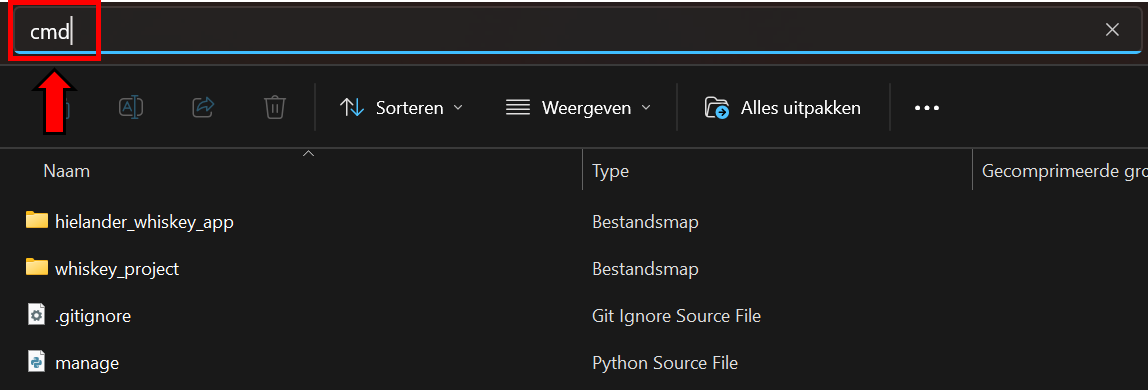 cmd
Sorteren
Weergeven
Alles uitpakken
Naam Type Gecomprimeerde gro
hielander_whiskey_app Bestandsmap
whiskey_project Bestandsmap
.gitignore Git Ignore Source File
manage Python Source File